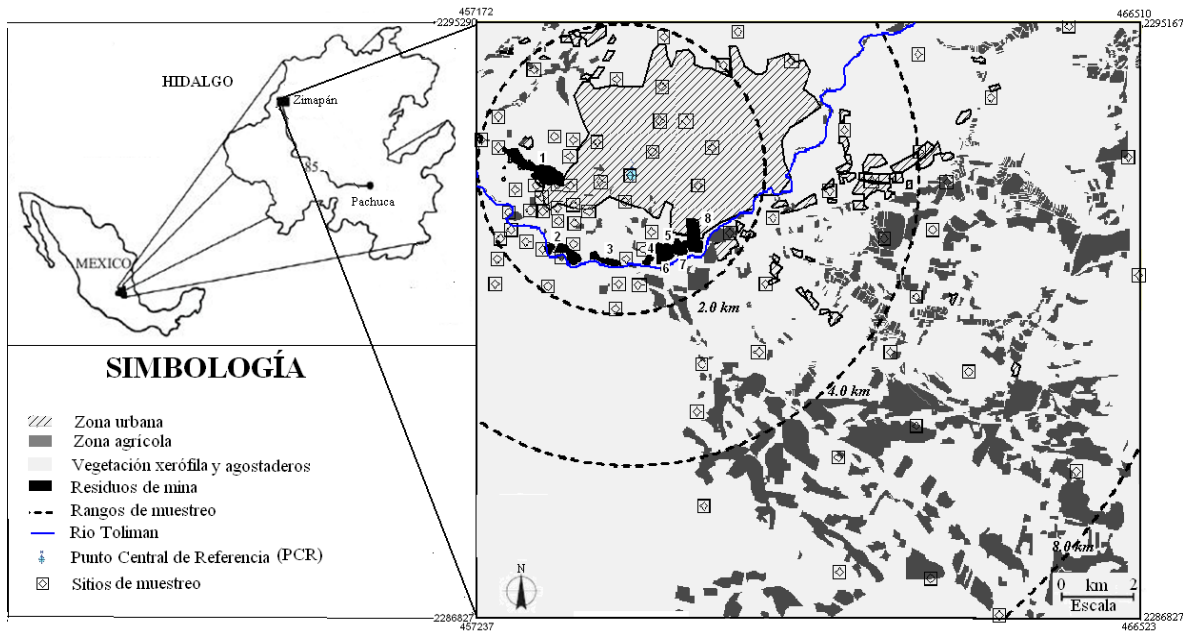 457172
466510
2295290
2295167
HIDALGO
Zimapán
85
Pachuca
MEXICO
1
2
3
4
5
6
7
8
2.0 km
4.0 km
8.0 km
N
0 km 2
Escala
2286827
2286827
457237
466523
SIMBOLOGÍA
Zona urbana
Zona agrícola
Vegetación xerófila y agostaderos
Residuos de mina
Rangos de muestreo
Rio Toliman
Punto Central de Referencia (PCR)
Sitios de muestreo